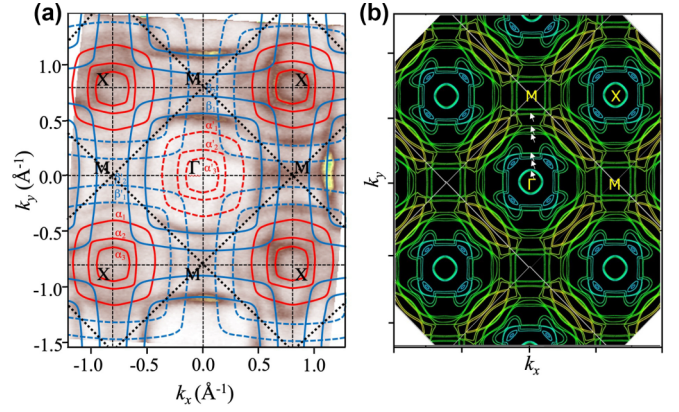 (a)
(b)
1.0
0.5
0.0
-0.5
-1.0
-1.5
-1.0
-0.5
0.0
0.5
1.0
k_y (Å⁻¹)
k_x (Å⁻¹)
X
M
X
M
Γ
M
X
M
X
α₁
α₂
α₃
k_y
k_x
M
X
Γ
M